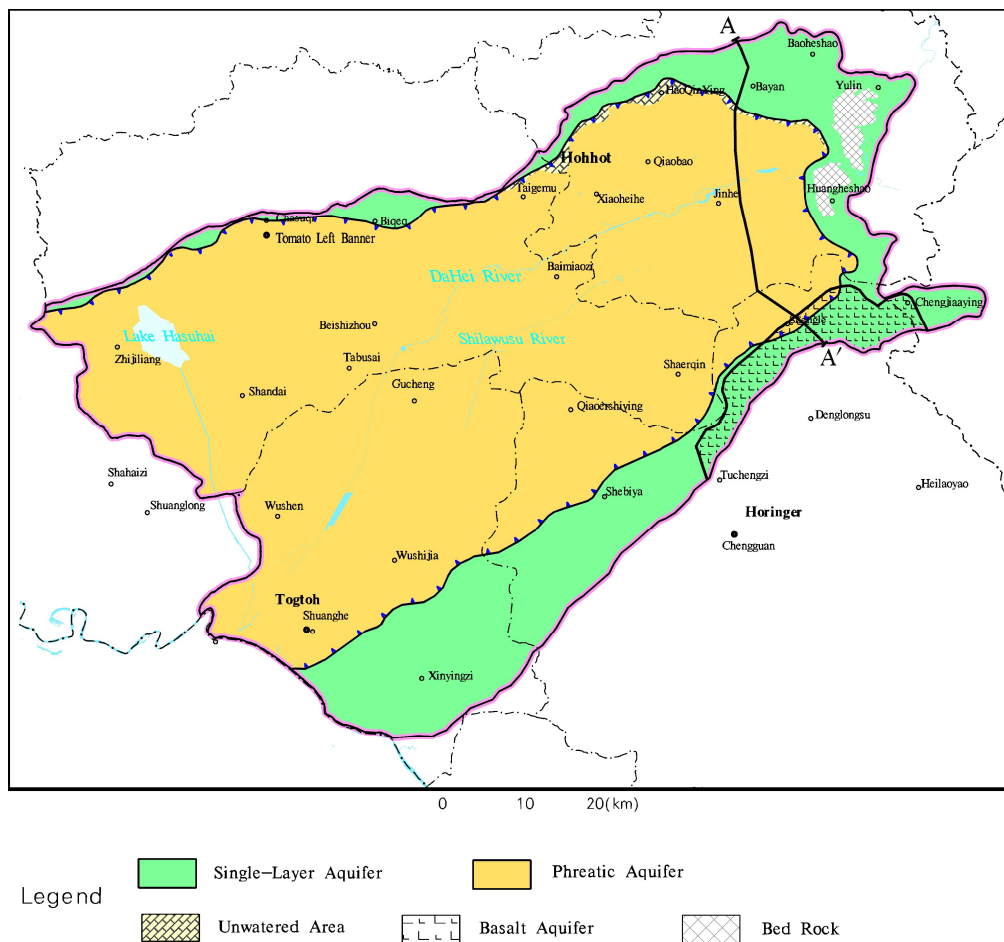 A
Baoheshao
Bayan
Yulin
HaoQinYing
Hohhot
Qiaobao
Taigemu
Xiaoheihe
Jinhe
Huangheshao
Biqeq
Tomato Left Banner
Baimiaozi
DaHei River
Chengjiaaying
Beishizhou
Lake Hasuhai
Shilawusu River
Zhijiliang
A'
Tabusai
Shaerqin
Gucheng
Shandai
Qiaoershiying
Denglongsu
Shahaizi
Tuchengzi
Heilaoyao
Shebiya
Shuanglong
Wushen
Horinger
Chengguan
Wushijia
Togtoh
Shuanghe
Xinyingzi
0 10 20(km)
Single-Layer Aquifer Phreatic Aquifer
Legend
Unwatered Area Basalt Aquifer Bed Rock